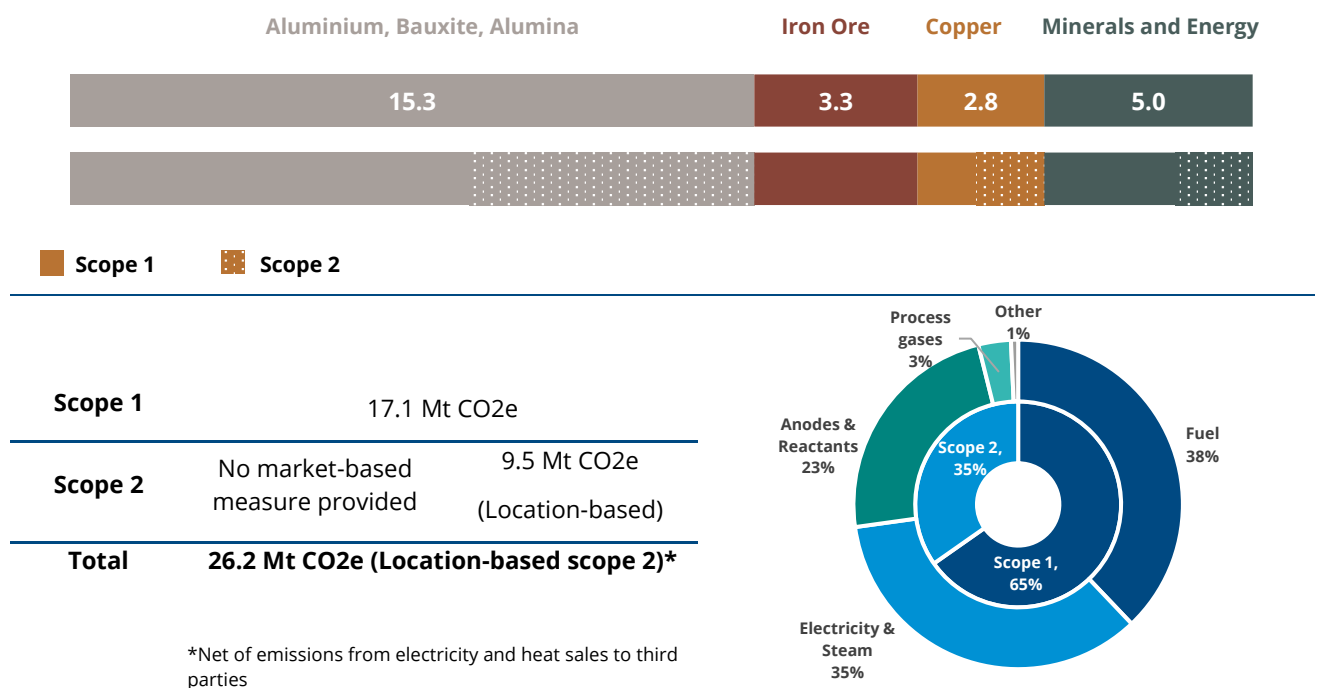 Aluminium, Bauxite, Alumina
Iron Ore
Copper
Minerals and Energy
15.3
3.3
2.8
5.0
Scope 1
Scope 2
Scope 1
17.1 Mt CO2e
Scope 2
No market-based
measure provided
9.5 Mt CO2e
(Location-based)
Total
26.2 Mt CO2e (Location-based scope 2)*
*Net of emissions from electricity and heat sales to third
parties
Process
gases
3%
Other
1%
Anodes &
Reactants
23%
Fuel
38%
Scope 2,
35%
Scope 1,
65%
Electricity &
Steam
35%